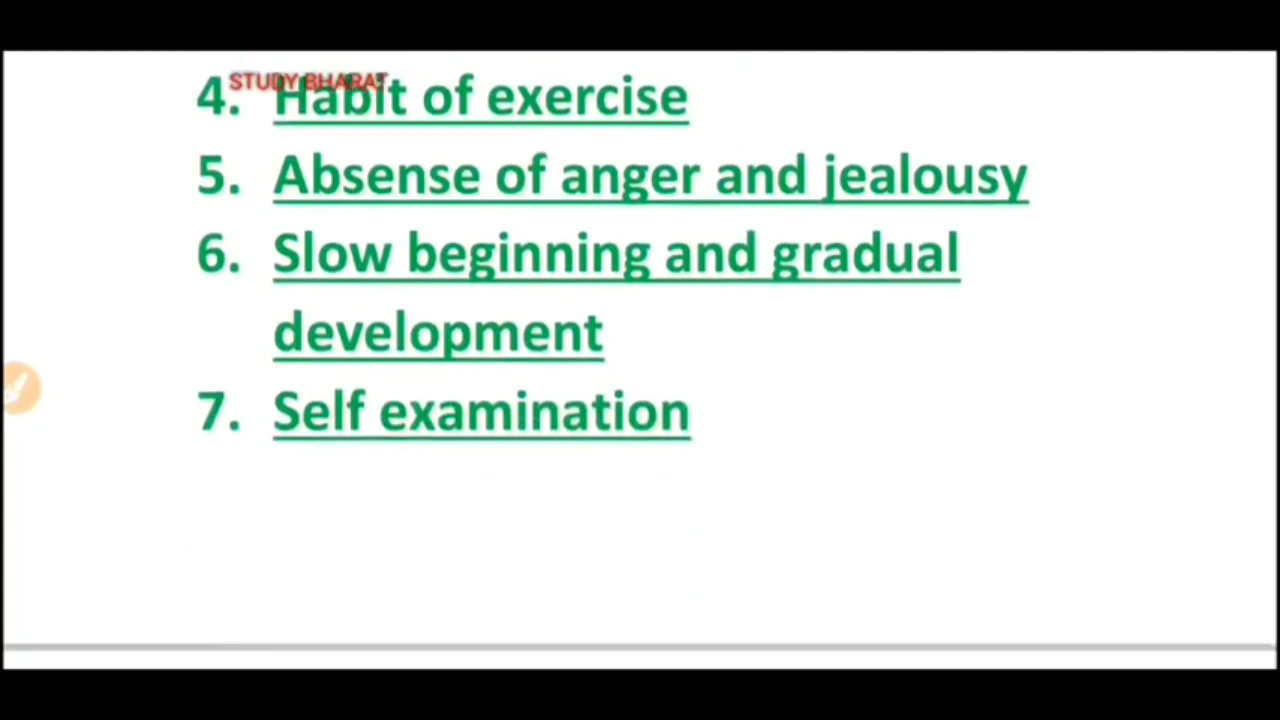 STUDY BHARAT
4. Habit of exercise
5. Absense of anger and jealousy
6. Slow beginning and gradual
development
7. Self examination